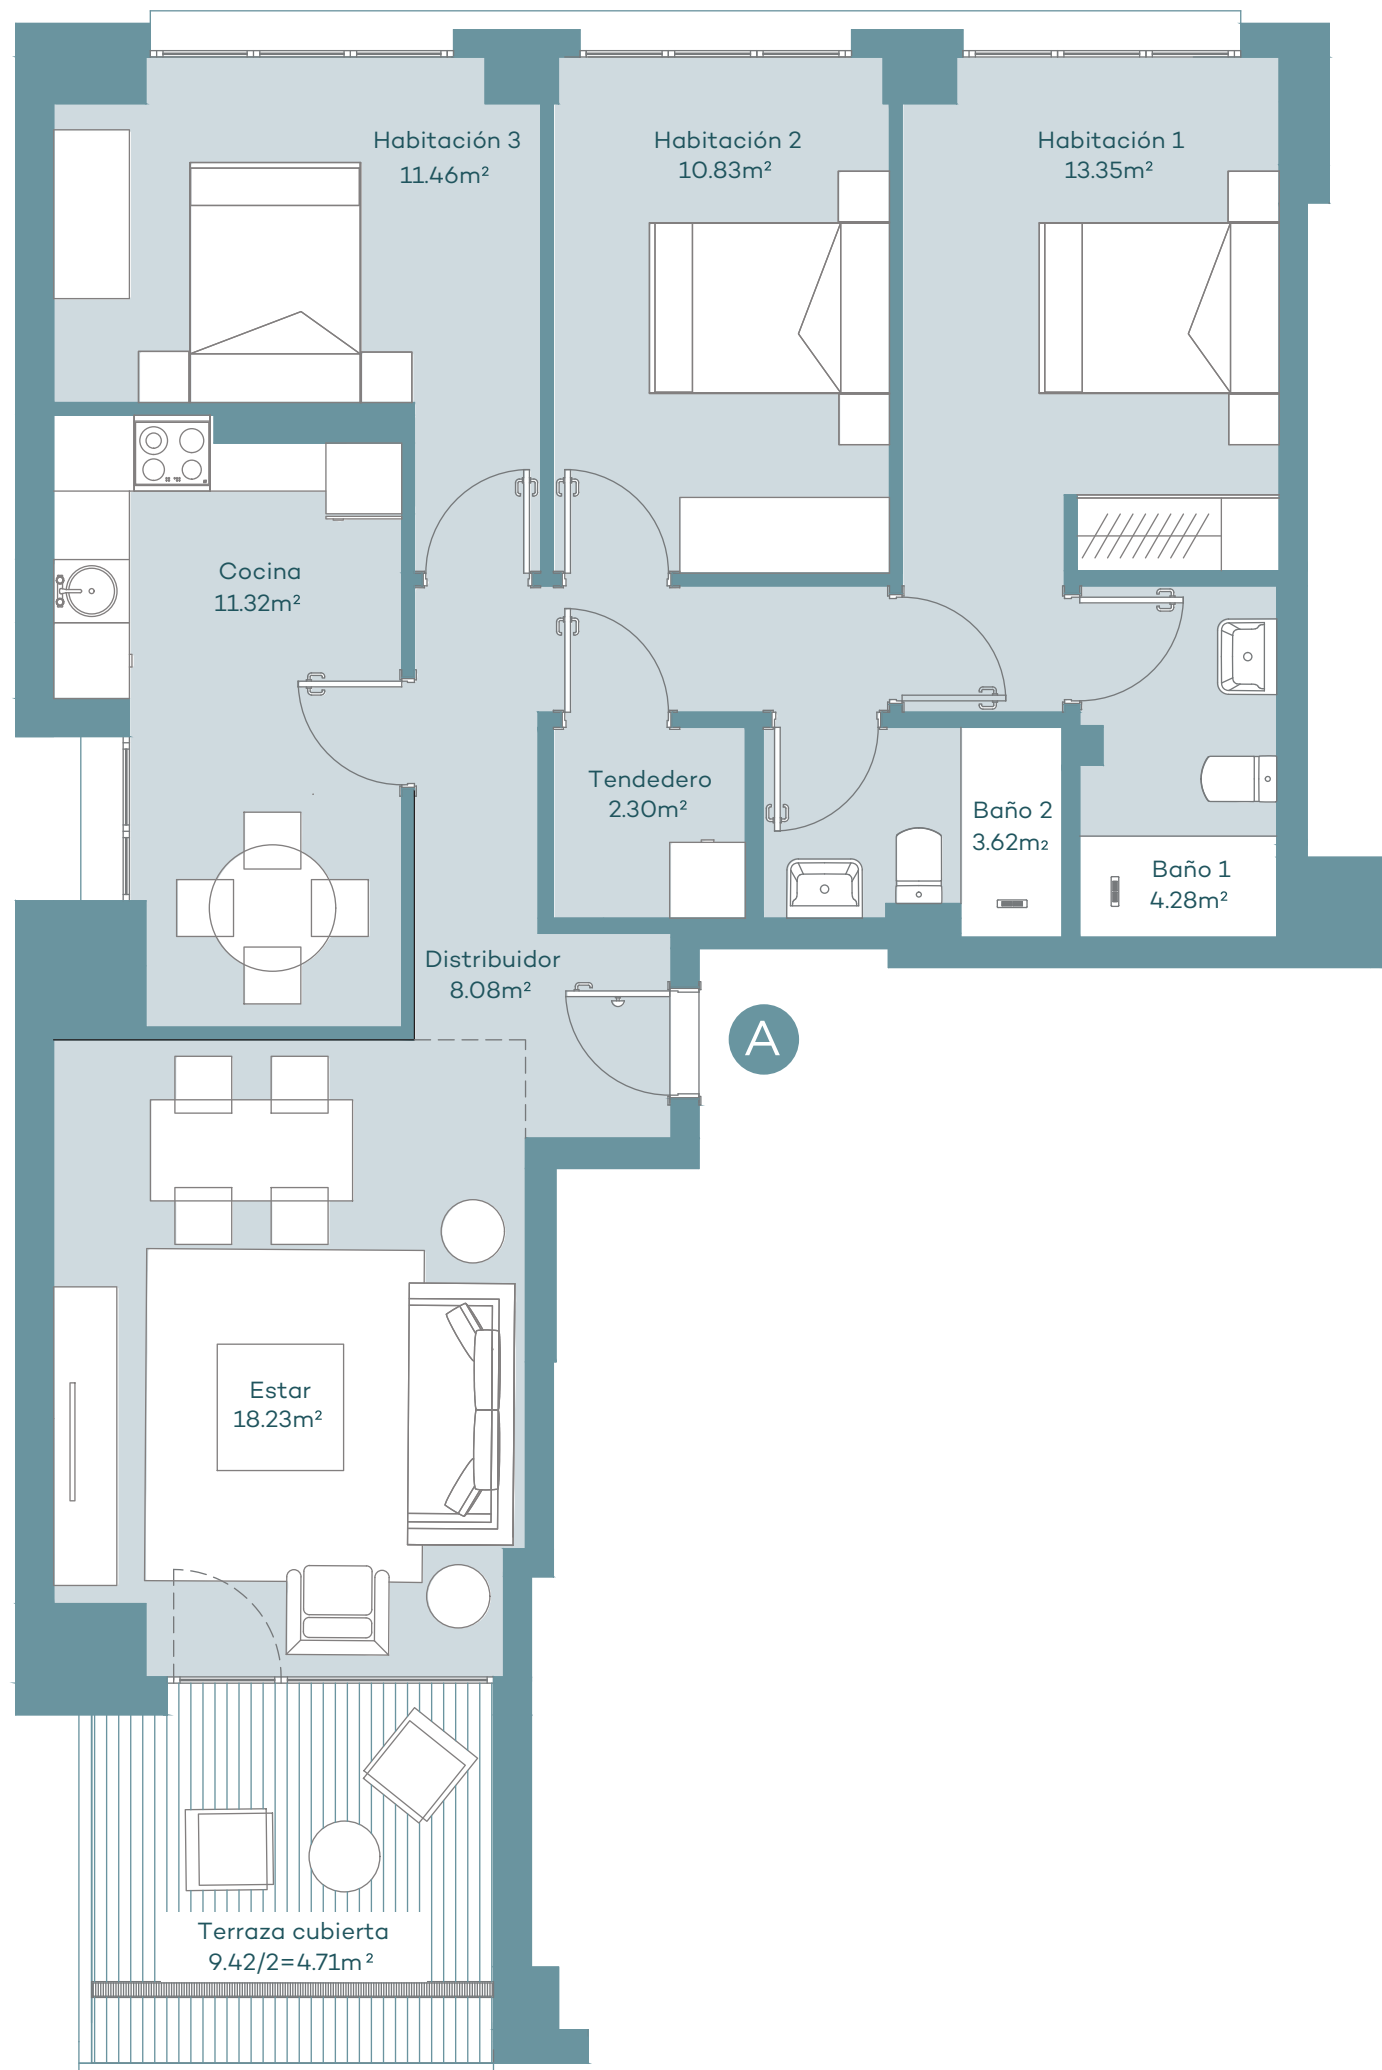 Habitación 3
11.46m²
Habitación 2
10.83m²
Habitación 1
13.35m²
Cocina
11.32m²
Tendedero
2.30m²
Baño 2
3.62m²
Baño 1
4.28m²
Distribuidor
8.08m²
A
Estar
18.23m²
Terraza cubierta
9.42/2=4.71m²